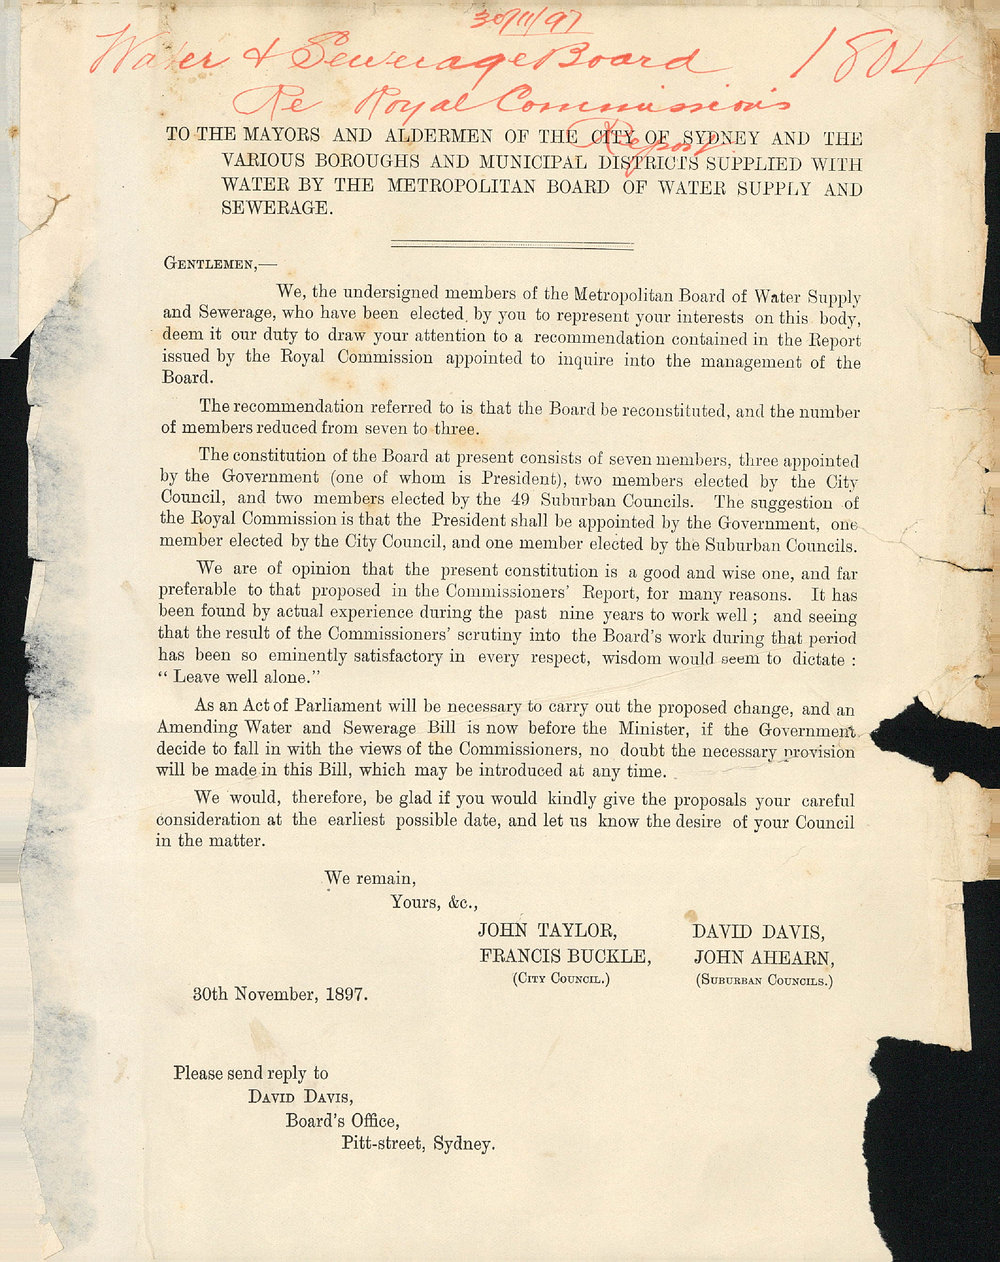 30/11/97
Water & Sewerage Board 1804
Re Royal Commission's
Report
TO THE MAYORS AND ALDERMEN OF THE CITY OF SYDNEY AND THE
VARIOUS BOROUGHS AND MUNICIPAL DISTRICTS SUPPLIED WITH
WATER BY THE METROPOLITAN BOARD OF WATER SUPPLY AND
SEWERAGE.
GENTLEMEN,—
We, the undersigned members of the Metropolitan Board of Water Supply
and Sewerage, who have been elected by you to represent your interests on this body,
deem it our duty to draw your attention to a recommendation contained in the Report
issued by the Royal Commission appointed to inquire into the management of the
Board.
The recommendation referred to is that the Board be reconstituted, and the number
of members reduced from seven to three.
The constitution of the Board at present consists of seven members, three appointed
by the Government (one of whom is President), two members elected by the City
Council, and two members elected by the 49 Suburban Councils. The suggestion of
the Royal Commission is that the President shall be appointed by the Government, one
member elected by the City Council, and one member elected by the Suburban Councils.
We are of opinion that the present constitution is a good and wise one, and far
preferable to that proposed in the Commissioners' Report, for many reasons. It has
been found by actual experience during the past nine years to work well; and seeing
that the result of the Commissioners' scrutiny into the Board's work during that period
has been so eminently satisfactory in every respect, wisdom would seem to dictate:
"Leave well alone."
As an Act of Parliament will be necessary to carry out the proposed change, and an
Amending Water and Sewerage Bill is now before the Minister, if the Government
decide to fall in with the views of the Commissioners, no doubt the necessary provision
will be made in this Bill, which may be introduced at any time.
We would, therefore, be glad if you would kindly give the proposals your careful
consideration at the earliest possible date, and let us know the desire of your Council
in the matter.
We remain,
Yours, &c.,
JOHN TAYLOR, DAVID DAVIS,
FRANCIS BUCKLE, JOHN AHEARN,
(CITY COUNCIL.) (SUBURBAN COUNCILS.)
30th November, 1897.
Please send reply to
DAVID DAVIS,
Board's Office,
Pitt-street, Sydney.